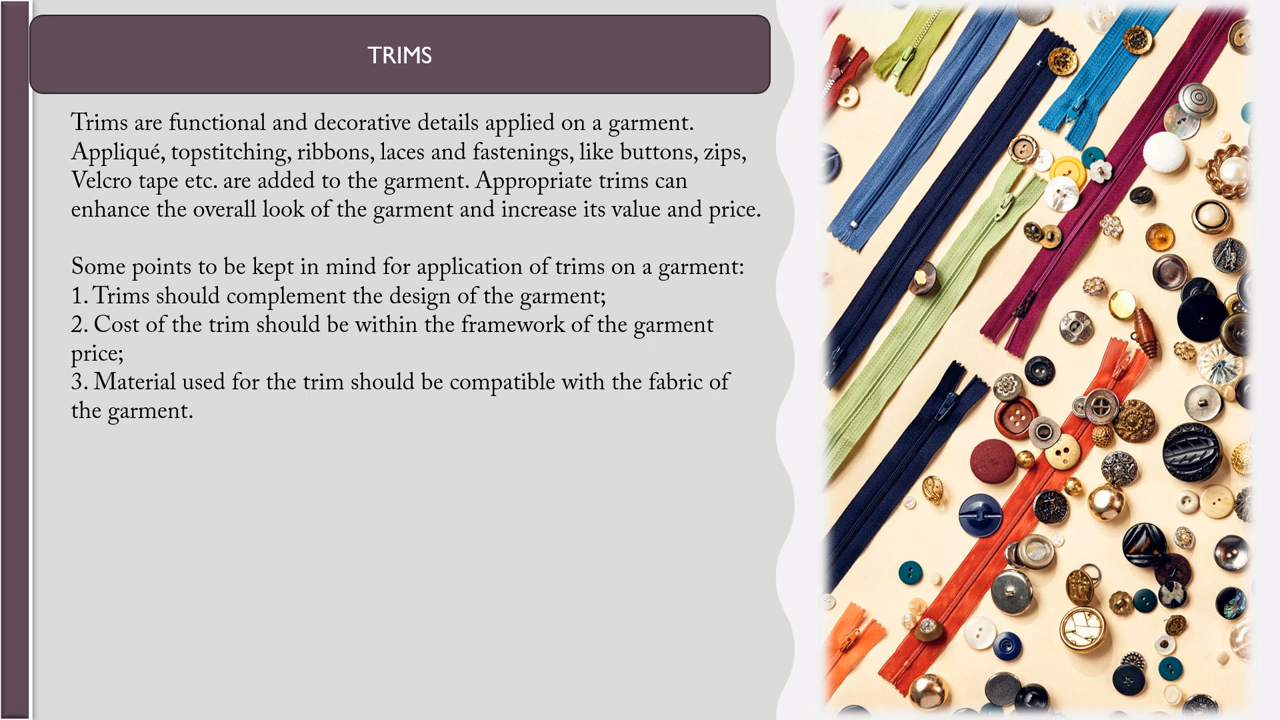 TRIMS
Trims are functional and decorative details applied on a garment.
Appliqué, topstitching, ribbons, laces and fastenings, like buttons, zips,
Velcro tape etc. are added to the garment. Appropriate trims can
enhance the overall look of the garment and increase its value and price.
Some points to be kept in mind for application of trims on a garment:
1. Trims should complement the design of the garment;
2. Cost of the trim should be within the framework of the garment
price;
3. Material used for the trim should be compatible with the fabric of
the garment.